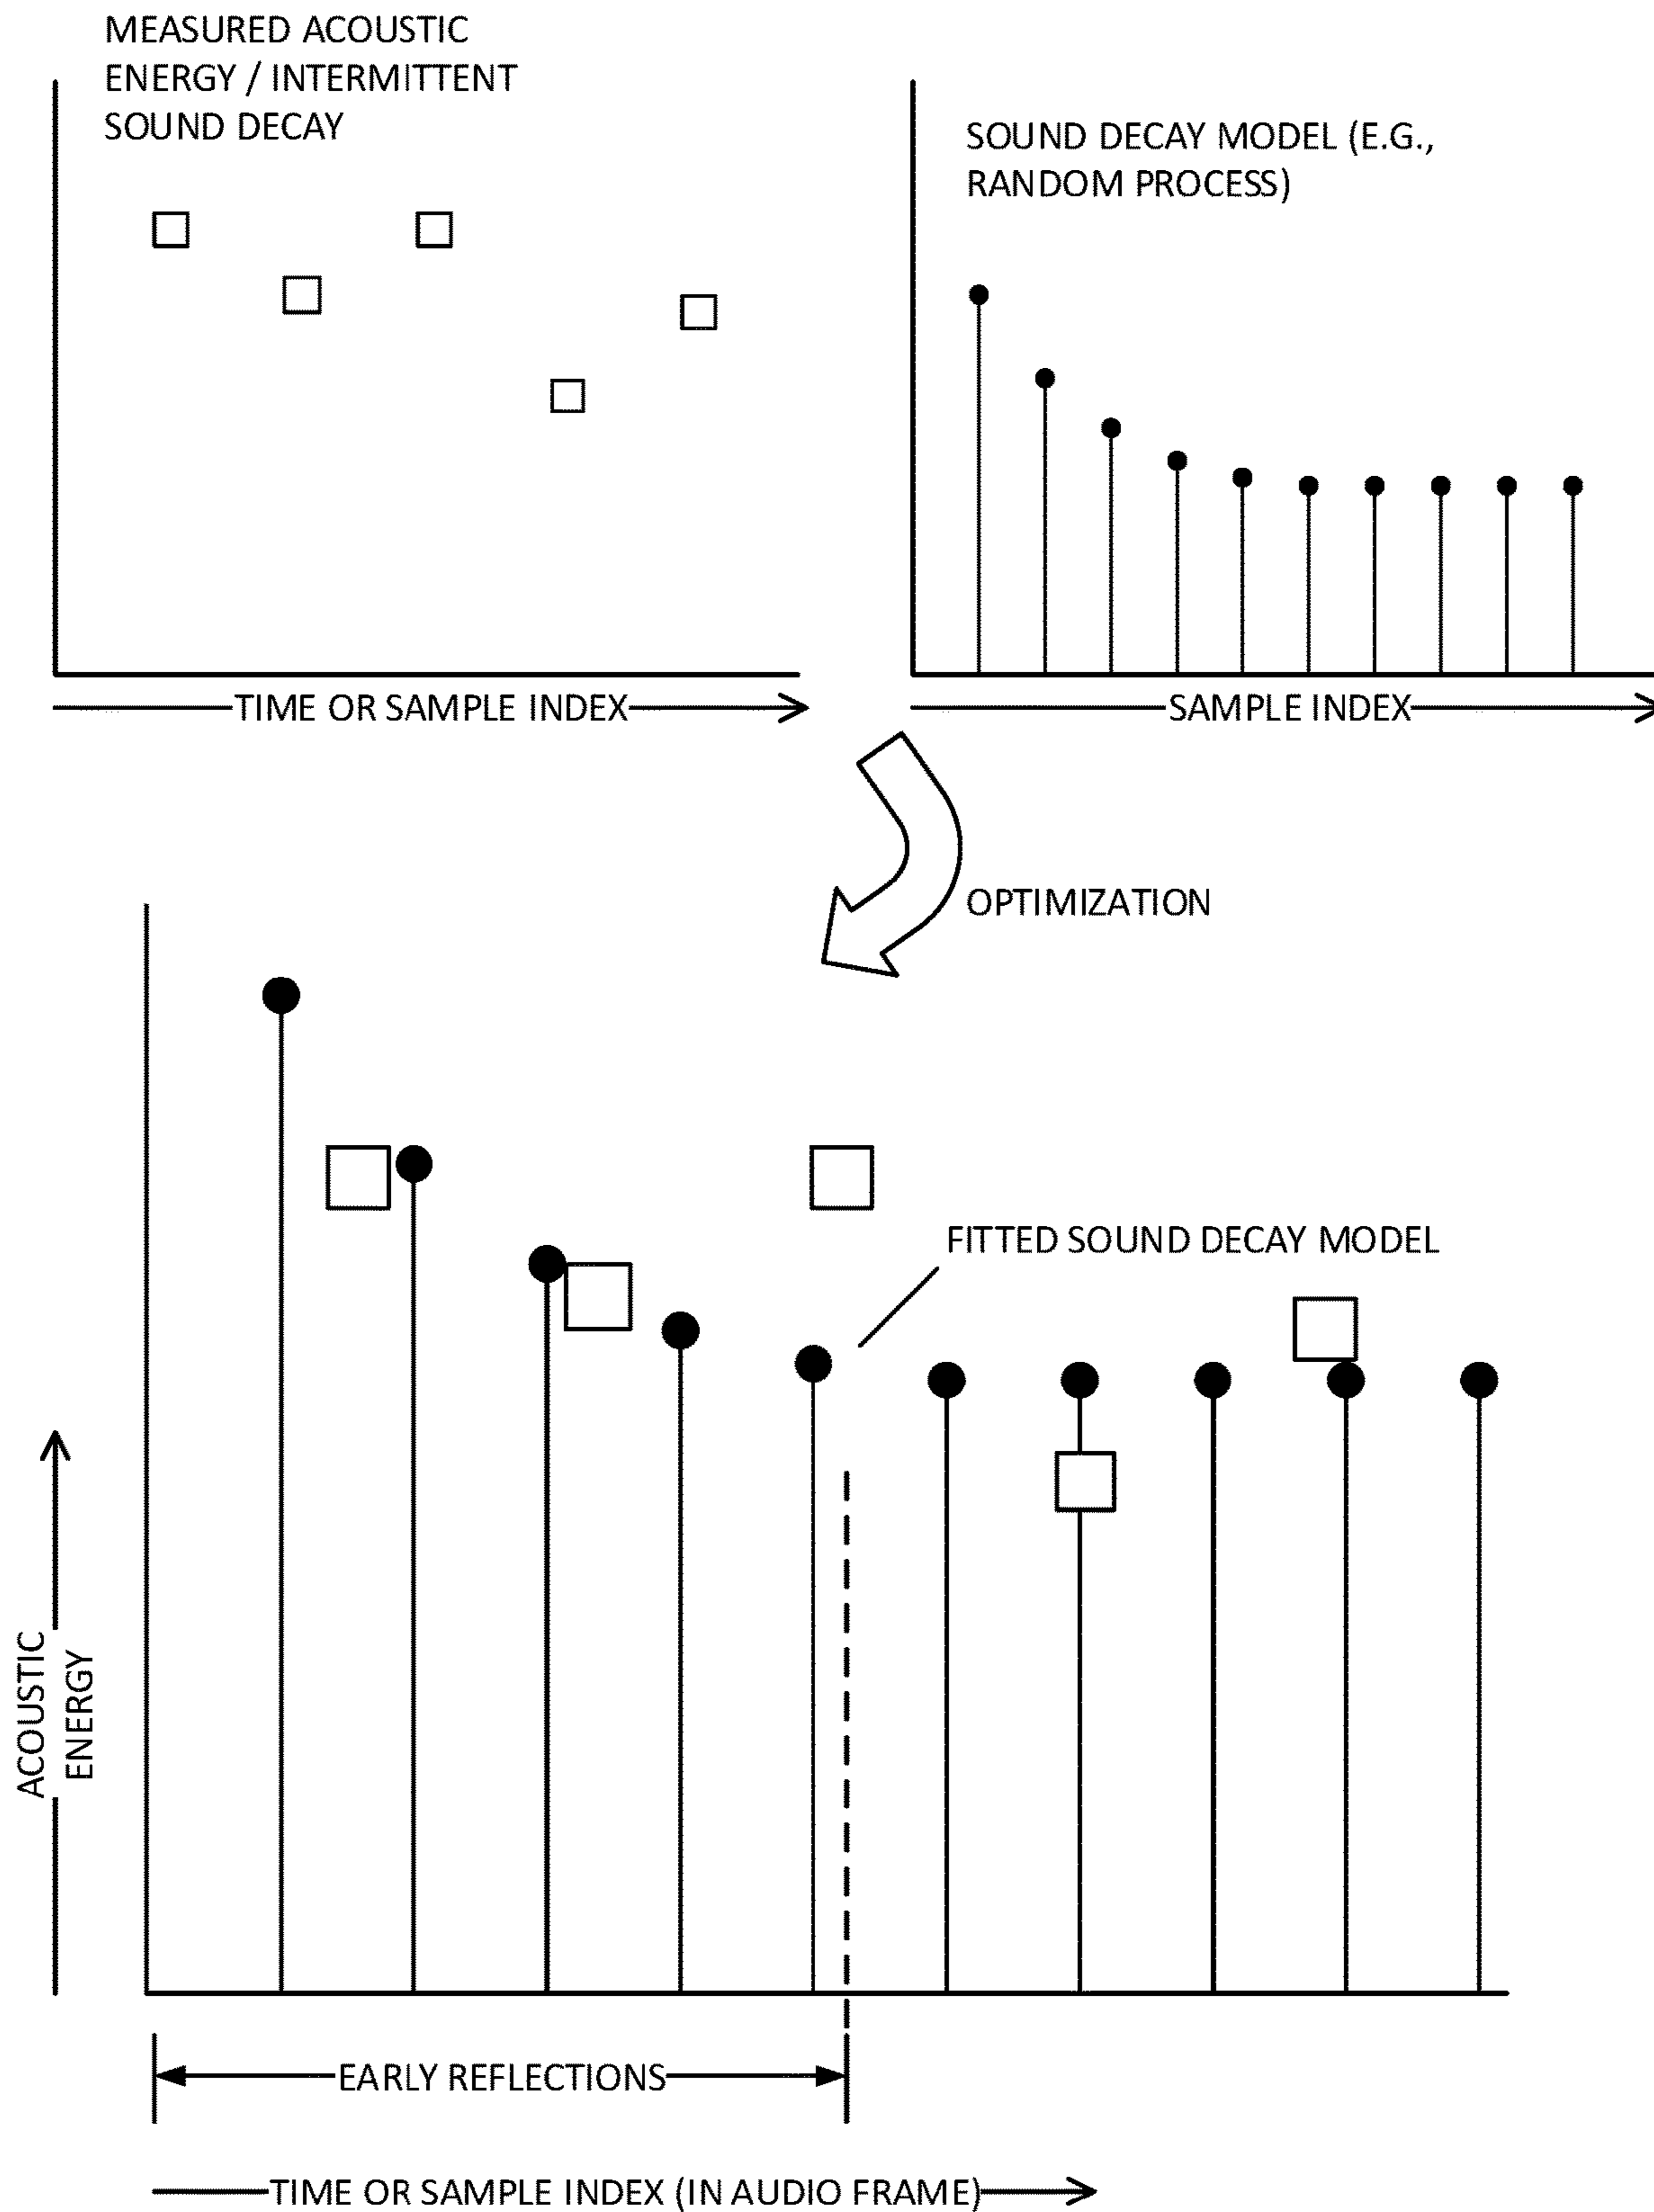 MEASURED ACOUSTIC
ENERGY / INTERMITTENT
SOUND DECAY
SOUND DECAY MODEL (E.G.,
RANDOM PROCESS)
TIME OR SAMPLE INDEX
SAMPLE INDEX
OPTIMIZATION
FITTED SOUND DECAY MODEL
ACOUSTIC
ENERGY
EARLY REFLECTIONS
TIME OR SAMPLE INDEX (IN AUDIO FRAME)